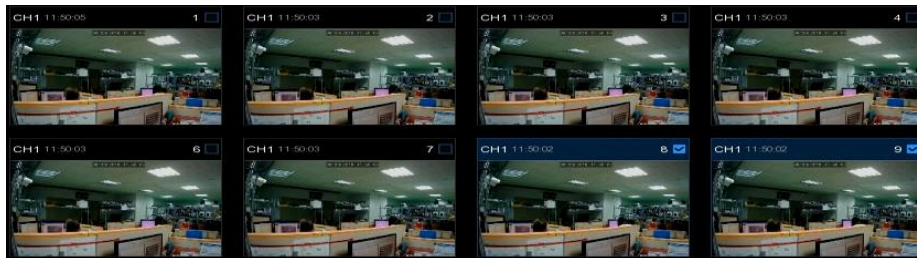 CH1 11:50:05 1
CH1 11:50:03 2
CH1 11:50:03 3
CH1 11:50:03 4
CH1 11:50:03 6
CH1 11:50:03 7
CH1 11:50:02 8
CH1 11:50:02 9